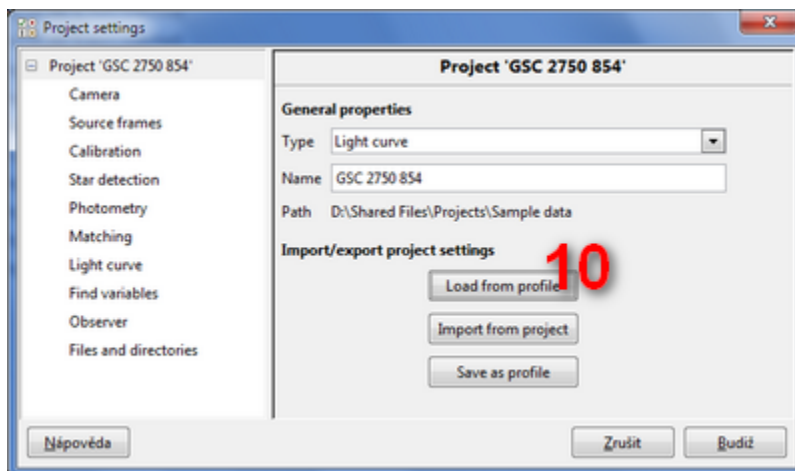 Project settings
Project 'GSC 2750 854'
Camera
Source frames
Calibration
Star detection
Photometry
Matching
Light curve
Find variables
Observer
Files and directories
Project 'GSC 2750 854'
General properties
Type Light curve
Name GSC 2750 854
Path D:\Shared Files\Projects\Sample data
Import/export project settings
10
Load from profile
Import from project
Save as profile
Nápověda Zrušit Budiž